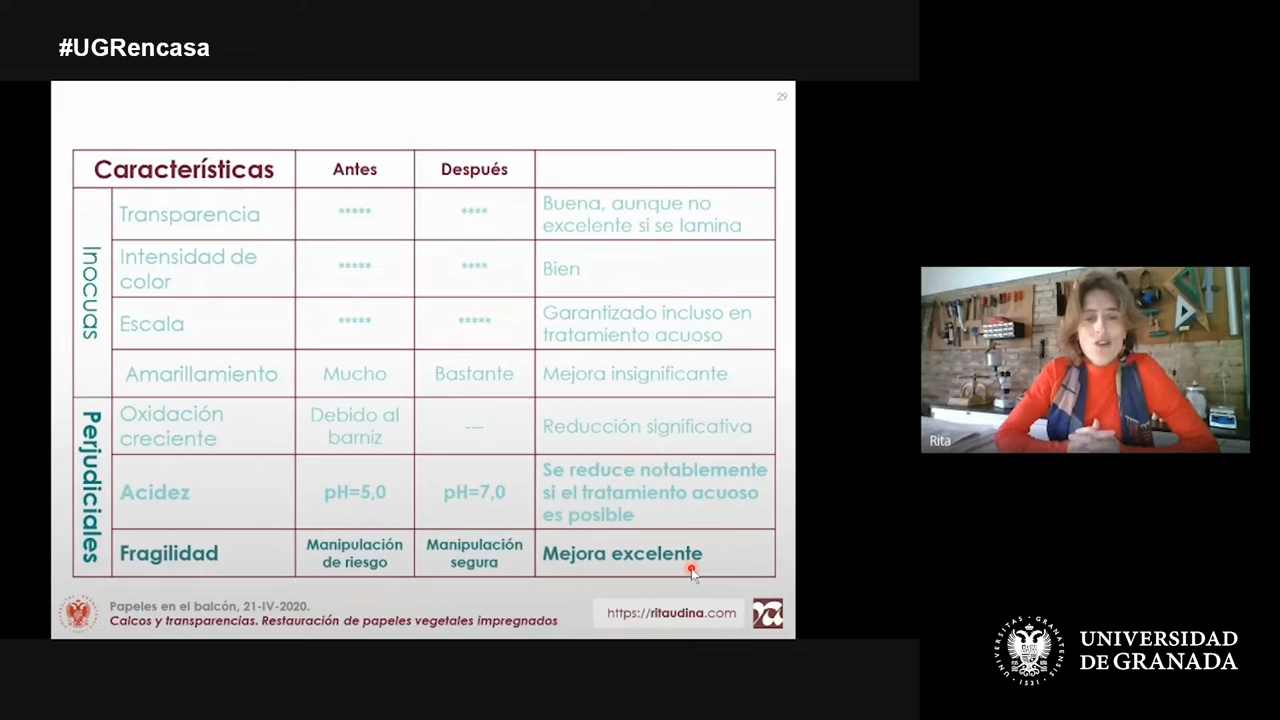 #UGRencasa
29
Características Antes Después
Inocuas
Transparencia ***** **** Buena, aunque no
excelente si se lamina
Intensidad de
color ***** **** Bien
Escala ***** ***** Garantizado incluso en
tratamiento acuoso
Amarillamiento Mucho Bastante Mejora insignificante
Perjudiciales
Oxidación
creciente Debido al
barniz --- Reducción significativa
Acidez pH=5,0 pH=7,0 Se reduce notablemente
si el tratamiento acuoso
es posible
Fragilidad Manipulación
de riesgo Manipulación
segura Mejora excelente
Papeles en el balcón, 21-IV-2020.
Calcos y transparencias. Restauración de papeles vegetales impregnados
https://ritaudina.com
Rita
UNIVERSITAS GRANATENSIS
1531
UNIVERSIDAD
DE GRANADA